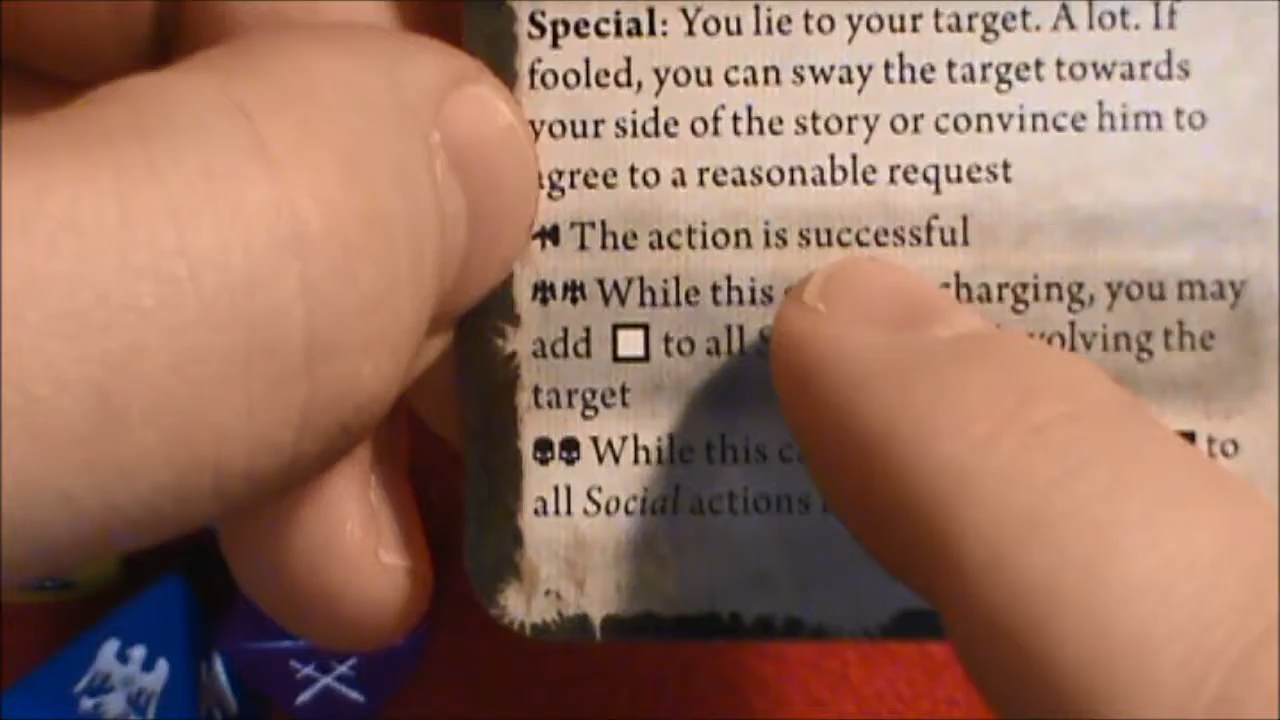 Special: You lie to your target. A lot. If
fooled, you can sway the target towards
your side of the story or convince him to
agree to a reasonable request
The action is successful
While this charging, you may
add to all the
target
While this to
all Social actions